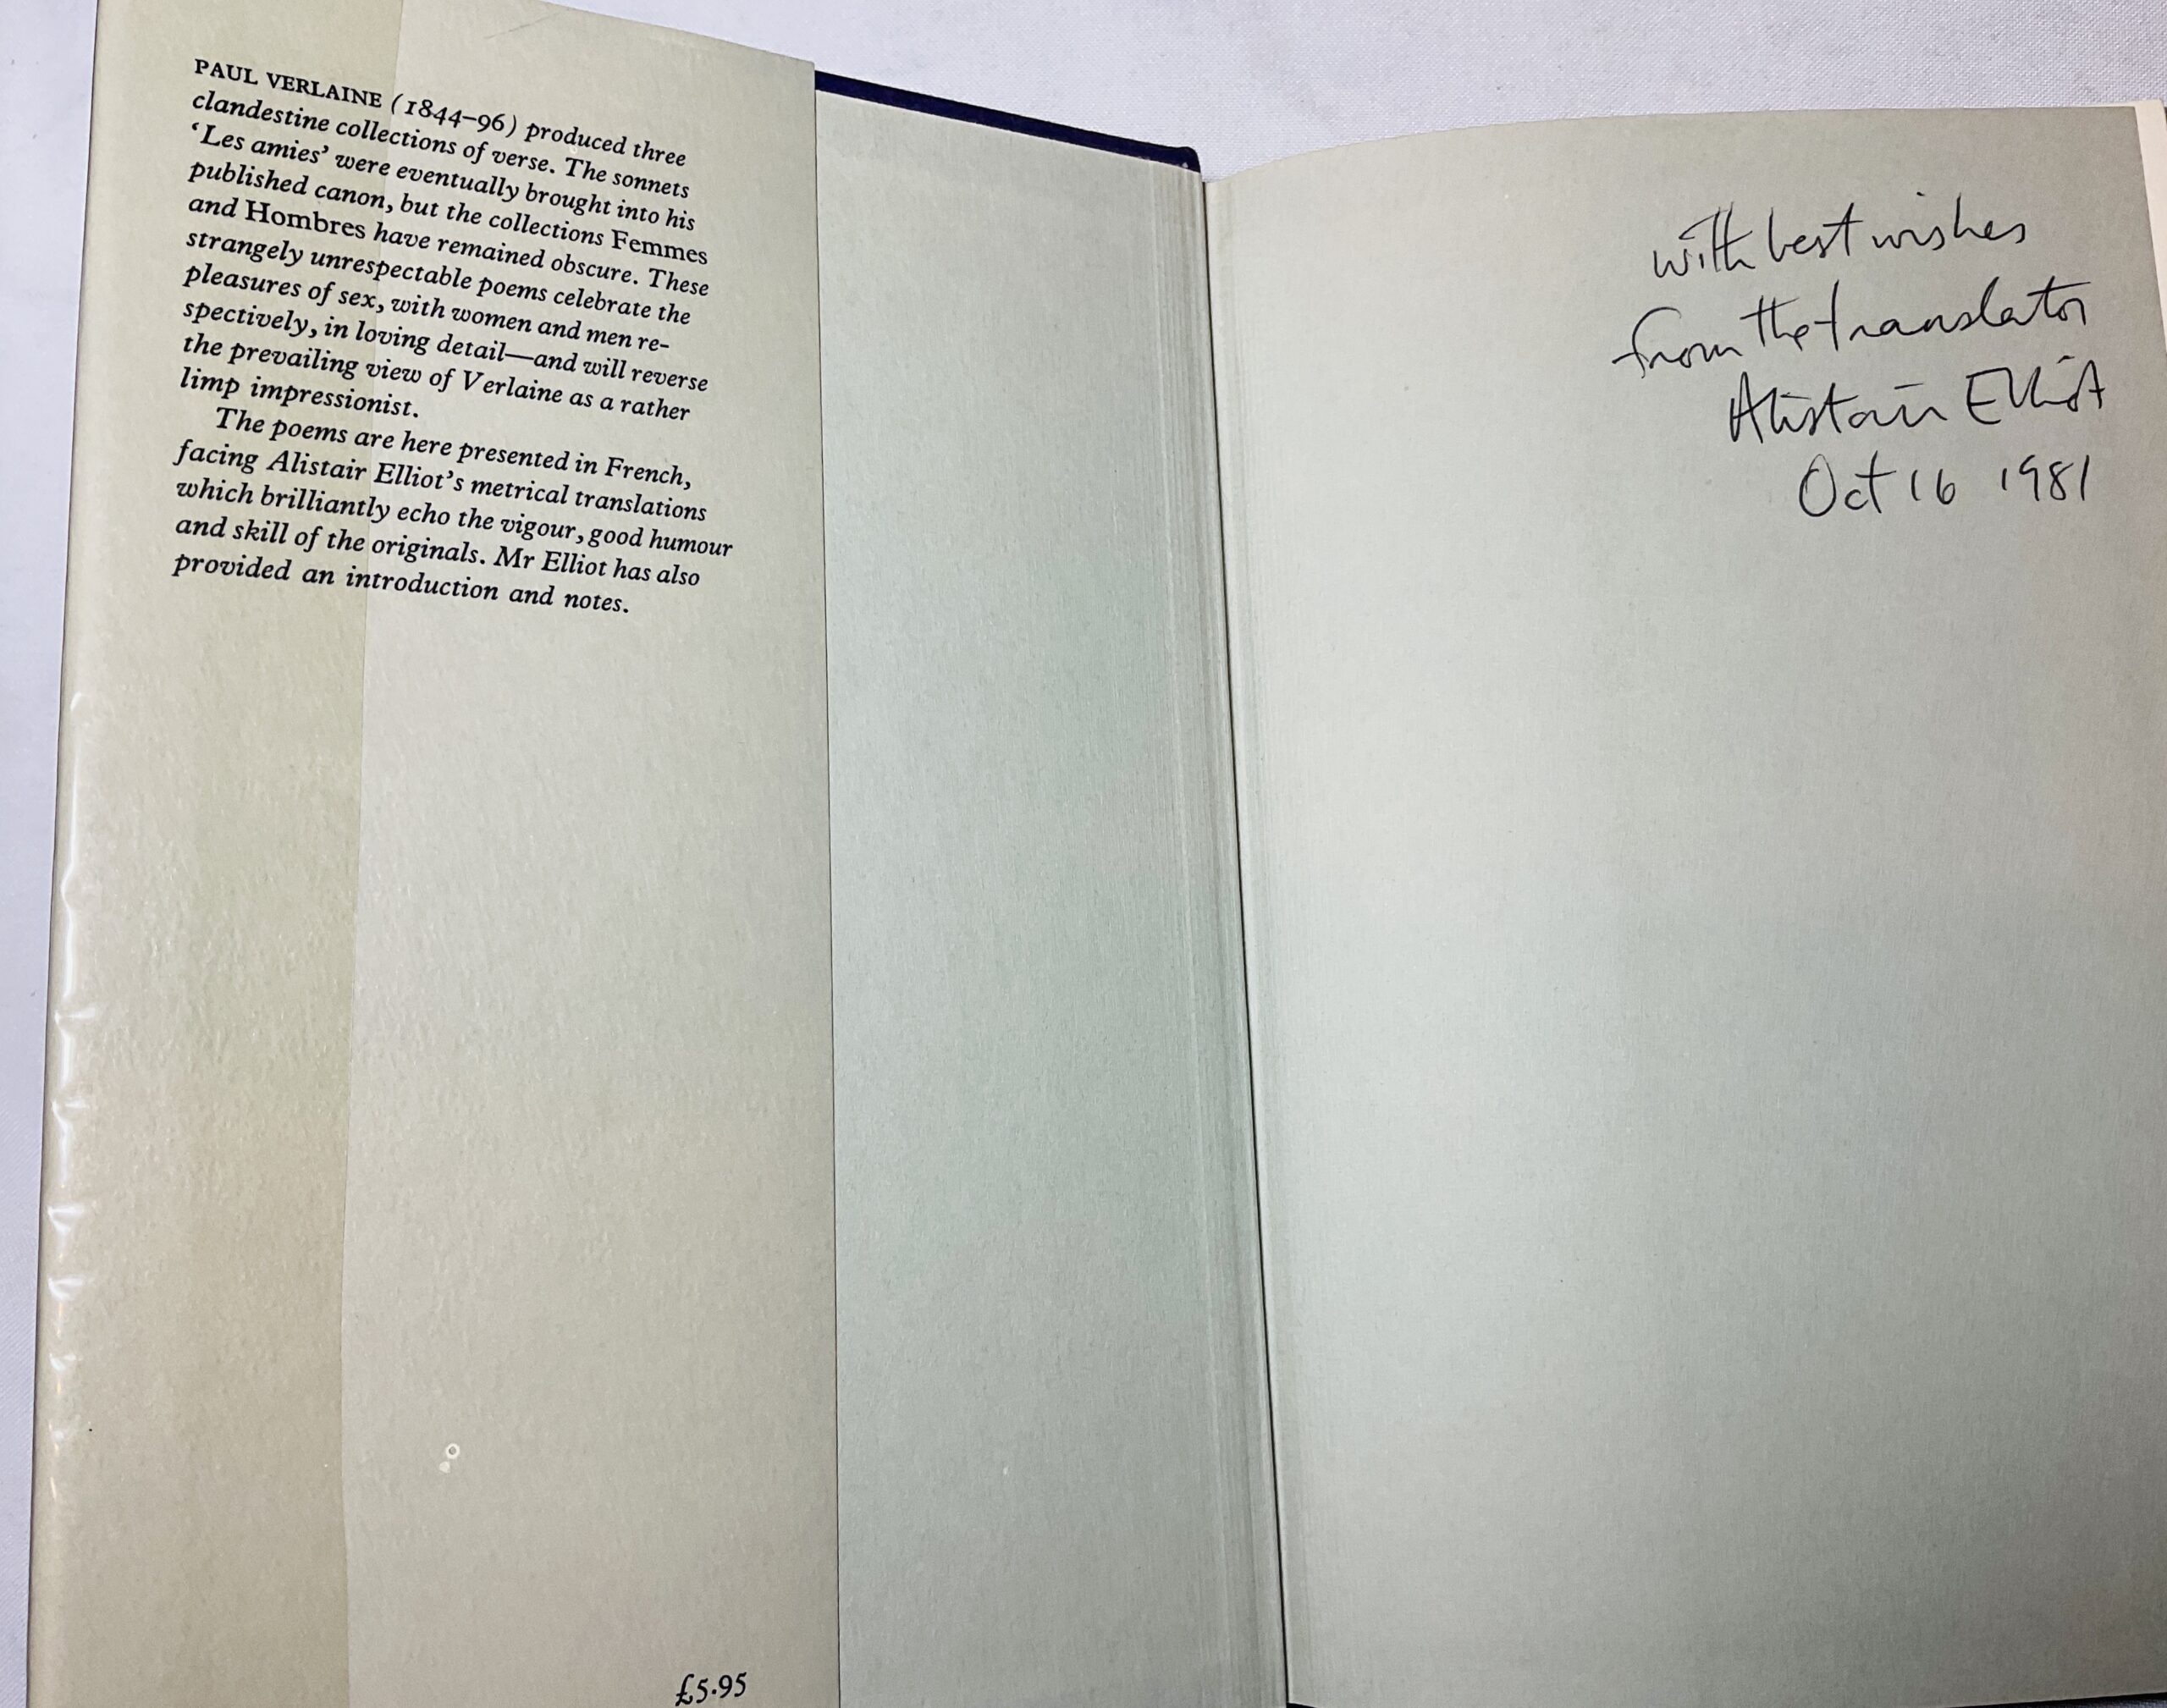 PAUL VERLAINE (1844–96) produced three
clandestine collections of verse. The sonnets
‘Les amies’ were eventually brought into his
published canon, but the collections Femmes
and Hombres have remained obscure. These
strangely unrespectable poems celebrate the
pleasures of sex, with women and men re-
spectively, in loving detail—and will reverse
the prevailing view of Verlaine as a rather
limp impressionist.
The poems are here presented in French,
facing Alistair Elliot’s metrical translations
which brilliantly echo the vigour, good humour
and skill of the originals. Mr Elliot has also
provided an introduction and notes.
£5·95
with best wishes
from the translator
Alistair Elliot
Oct 16 1981